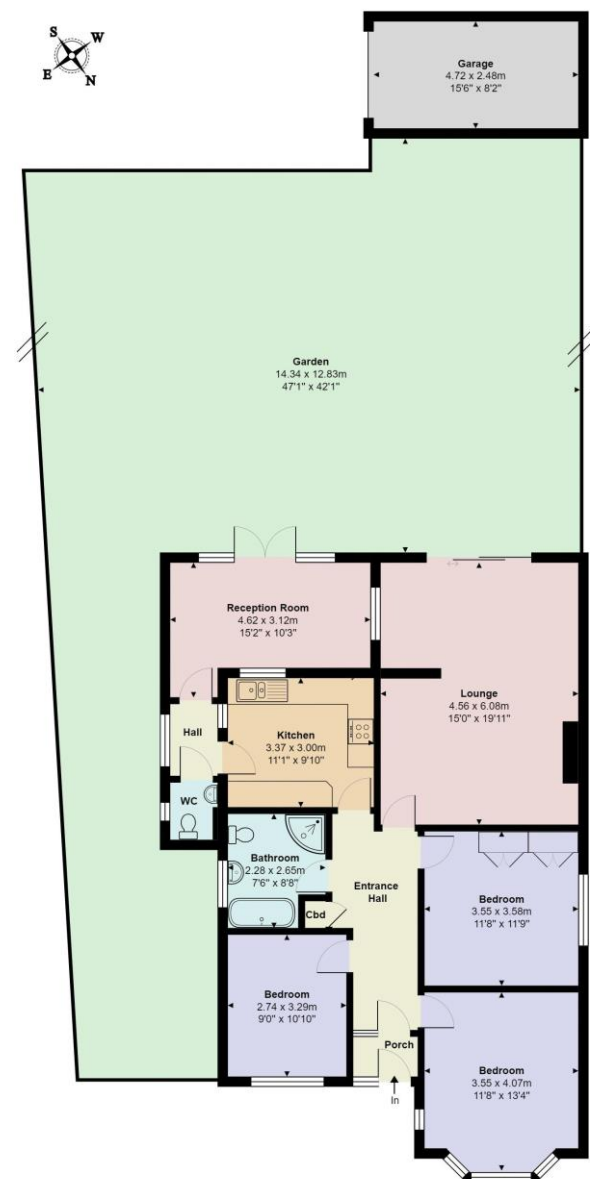 S
W
E
N
Garage
4.72 x 2.48m
15'6" x 8'2"
Garden
14.34 x 12.83m
47'1" x 42'1"
Reception Room
4.62 x 3.12m
15'2" x 10'3"
Lounge
4.56 x 6.08m
15'0" x 19'11"
Hall
Kitchen
3.37 x 3.00m
11'1" x 9'10"
WC
Bathroom
2.28 x 2.65m
7'6" x 8'8"
Entrance
Hall
Cbd
Bedroom
3.55 x 3.58m
11'8" x 11'9"
Bedroom
2.74 x 3.29m
9'0" x 10'10"
Porch
In
Bedroom
3.55 x 4.07m
11'8" x 13'4"